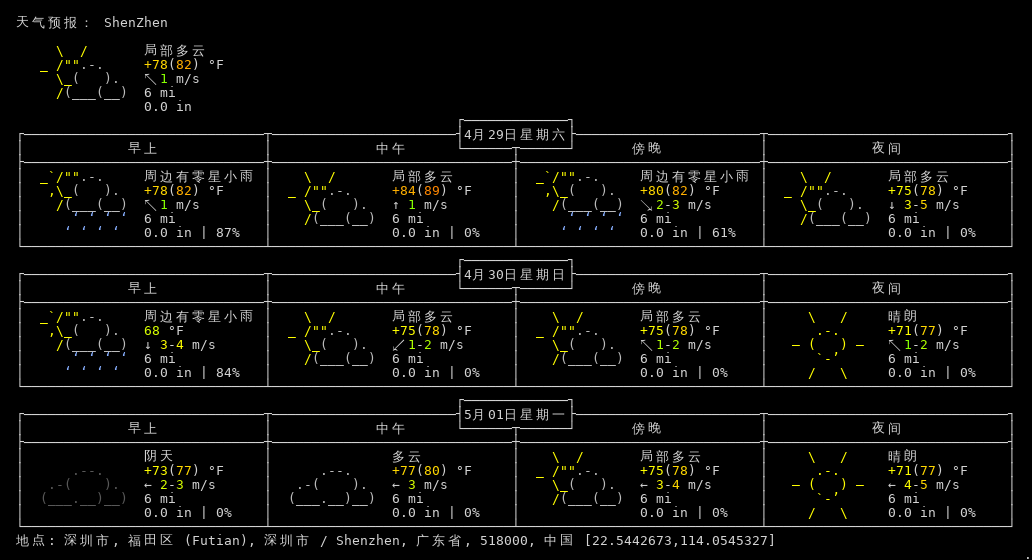 天气预报： ShenZhen
局部多云
+78(82) °F
↖ 1 m/s
6 mi
0.0 in
4月29日星期六
早上 中午 傍晚 夜间
周边有零星小雨 局部多云 周边有零星小雨 局部多云
+78(82) °F +84(89) °F +80(82) °F +75(78) °F
↖ 1 m/s ↑ 1 m/s ↘ 2-3 m/s ↓ 3-5 m/s
6 mi 6 mi 6 mi 6 mi
0.0 in | 87% 0.0 in | 0% 0.0 in | 61% 0.0 in | 0%
4月30日星期日
早上 中午 傍晚 夜间
周边有零星小雨 局部多云 局部多云 晴朗
68 °F +75(78) °F +75(78) °F +71(77) °F
↓ 3-4 m/s ↙ 1-2 m/s ↖ 1-2 m/s ↖ 1-2 m/s
6 mi 6 mi 6 mi 6 mi
0.0 in | 84% 0.0 in | 0% 0.0 in | 0% 0.0 in | 0%
5月01日星期一
早上 中午 傍晚 夜间
阴天 多云 局部多云 晴朗
+73(77) °F +77(80) °F +75(78) °F +71(77) °F
← 2-3 m/s ← 3 m/s ← 3-4 m/s ← 4-5 m/s
6 mi 6 mi 6 mi 6 mi
0.0 in | 0% 0.0 in | 0% 0.0 in | 0% 0.0 in | 0%
地点: 深圳市, 福田区 (Futian), 深圳市 / Shenzhen, 广东省, 518000, 中国 [22.5442673,114.0545327]